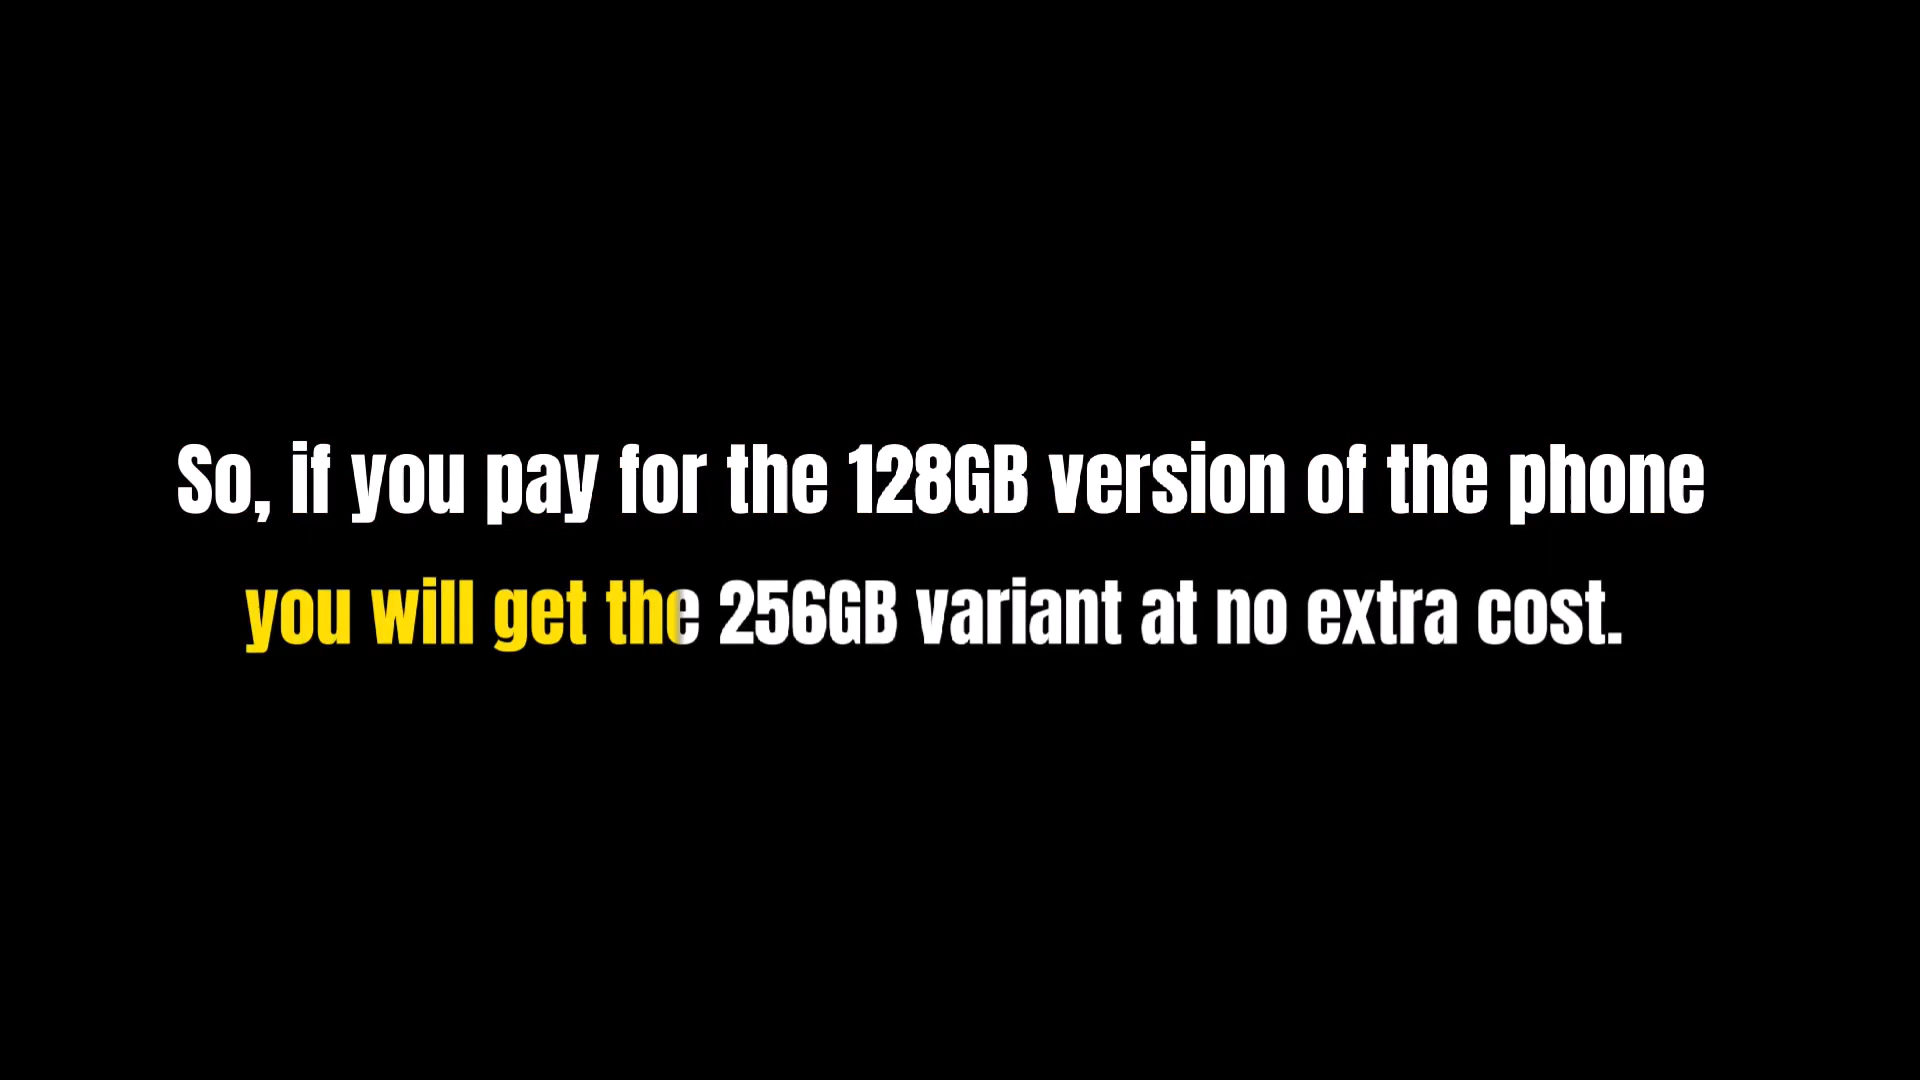 So, if you pay for the 128GB version of the phone
you will get the 256GB variant at no extra cost.